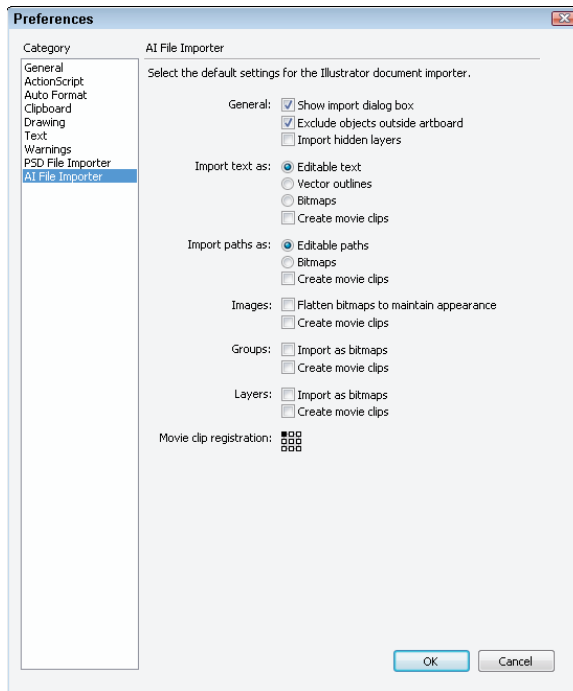 Preferences
Category
General
ActionScript
Auto Format
Clipboard
Drawing
Text
Warnings
PSD File Importer
AI File Importer
AI File Importer
Select the default settings for the Illustrator document importer.
General: Show import dialog box
Exclude objects outside artboard
Import hidden layers
Import text as: Editable text
Vector outlines
Bitmaps
Create movie clips
Import paths as: Editable paths
Bitmaps
Create movie clips
Images: Flatten bitmaps to maintain appearance
Create movie clips
Groups: Import as bitmaps
Create movie clips
Layers: Import as bitmaps
Create movie clips
Movie clip registration:
OK Cancel